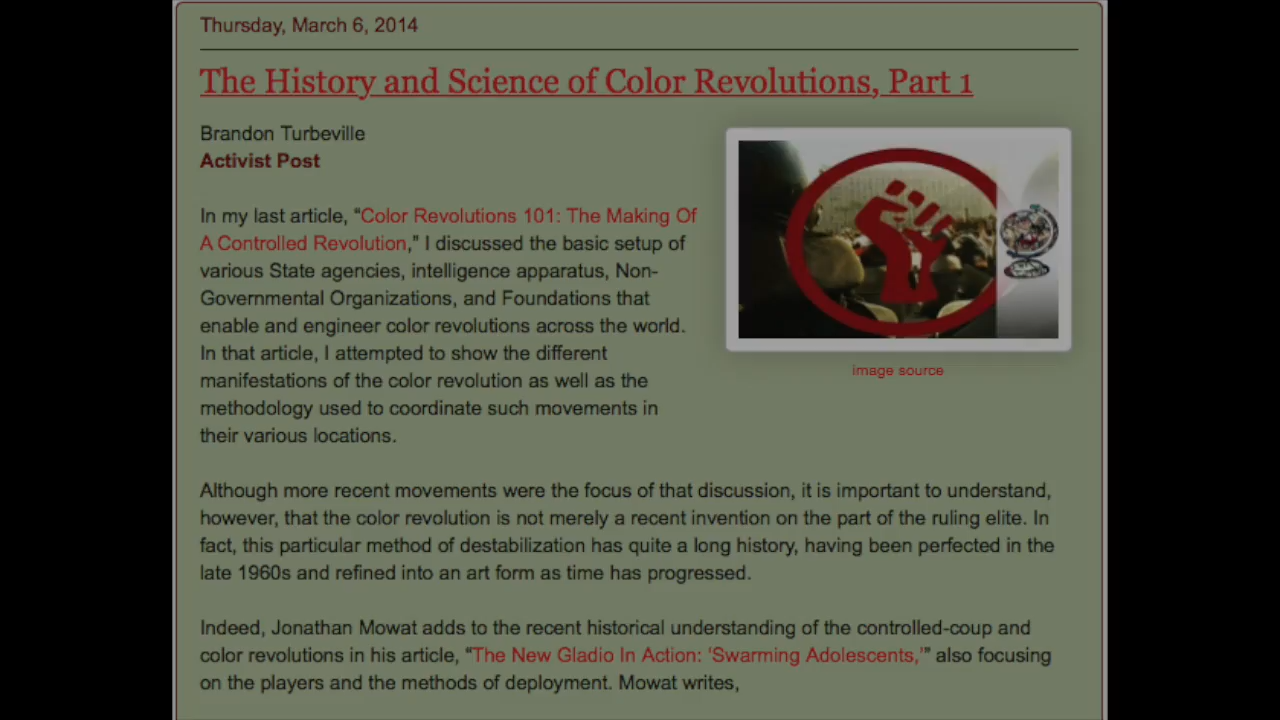 Thursday, March 6, 2014
The History and Science of Color Revolutions, Part 1
Brandon Turbeville
Activist Post
In my last article, “Color Revolutions 101: The Making Of
A Controlled Revolution,” I discussed the basic setup of
various State agencies, intelligence apparatus, Non-
Governmental Organizations, and Foundations that
enable and engineer color revolutions across the world.
In that article, I attempted to show the different
manifestations of the color revolution as well as the
methodology used to coordinate such movements in
their various locations.
image source
Although more recent movements were the focus of that discussion, it is important to understand,
however, that the color revolution is not merely a recent invention on the part of the ruling elite. In
fact, this particular method of destabilization has quite a long history, having been perfected in the
late 1960s and refined into an art form as time has progressed.
Indeed, Jonathan Mowat adds to the recent historical understanding of the controlled-coup and
color revolutions in his article, “The New Gladio In Action: ‘Swarming Adolescents,’” also focusing
on the players and the methods of deployment. Mowat writes,